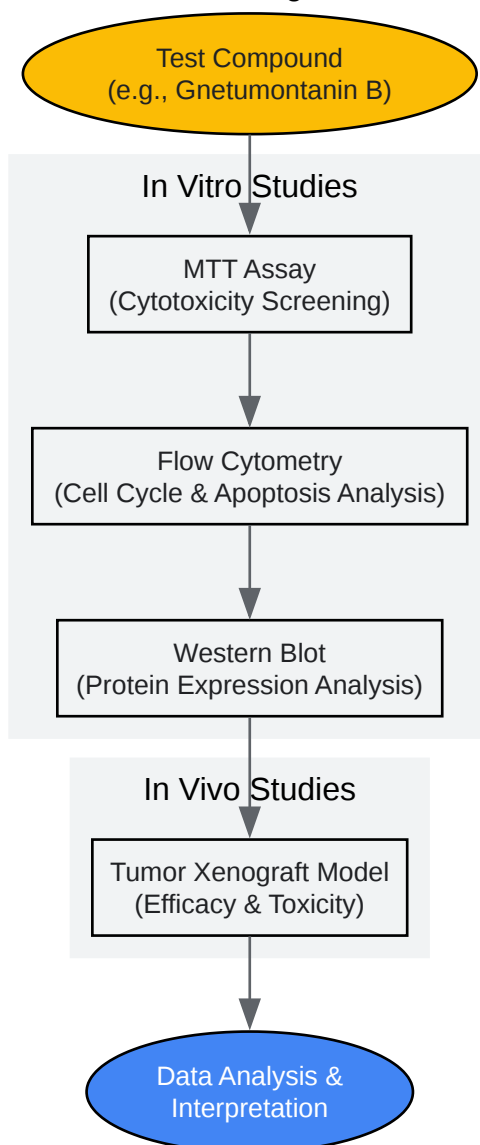 Test Compound
(e.g., Gnetumontanin B)
In Vitro Studies
MTT Assay
(Cytotoxicity Screening)
Flow Cytometry
(Cell Cycle & Apoptosis Analysis)
Western Blot
(Protein Expression Analysis)
In Vivo Studies
Tumor Xenograft Model
(Efficacy & Toxicity)
Data Analysis &
Interpretation